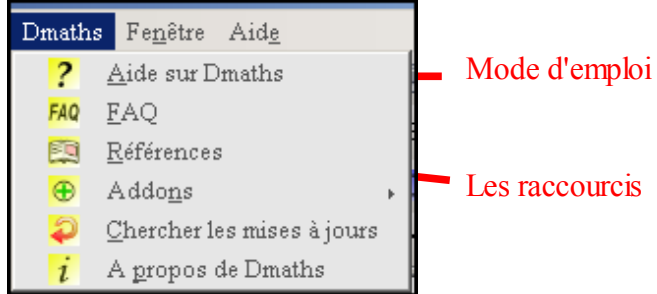 Dmaths Fenêtre Aide
? Aide sur Dmaths
Mode d'emploi
FAQ FAQ
Références
Addons
Les raccourcis
Chercher les mises à jours
i A propos de Dmaths